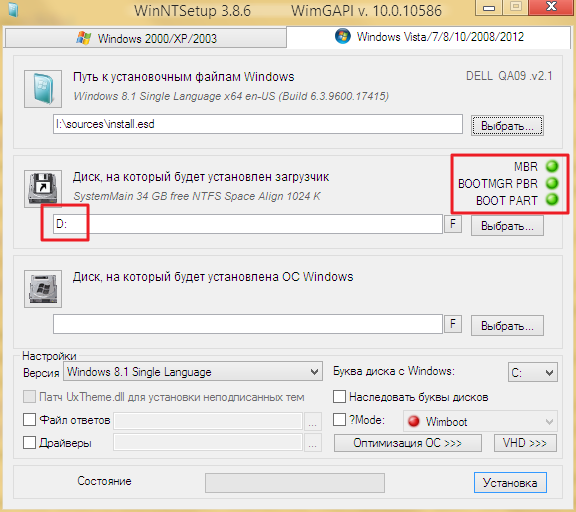 WinNTSetup 3.8.6 WimGAPI v. 10.0.10586
Windows 2000/XP/2003
Windows Vista/7/8/10/2008/2012
Путь к установочным файлам Windows
DELL QA09 .v2.1
Windows 8.1 Single Language x64 en-US (Build 6.3.9600.17415)
I:\sources\install.esd
Выбрать...
Диск, на который будет установлен загрузчик
SystemMain 34 GB free NTFS Space Align 1024 K
MBR
BOOTMGR PBR
BOOT PART
D:
F
Выбрать...
Диск, на который будет установлена ОС Windows
F
Выбрать...
Настройки
Версия
Windows 8.1 Single Language
Буква диска с Windows:
C:
Патч UxTheme.dll для установки неподписанных тем
Наследовать буквы дисков
Файл ответов
...
?Mode:
Wimboot
Драйверы
...
Оптимизация ОС >>>
VHD >>>
Состояние
Установка